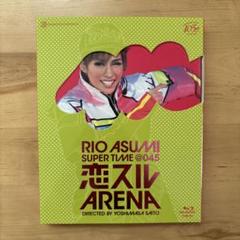 RIO ASUMI
SUPER TIME @045
恋スル
ARENA
DIRECTED BY YOSHIMASA SAITO